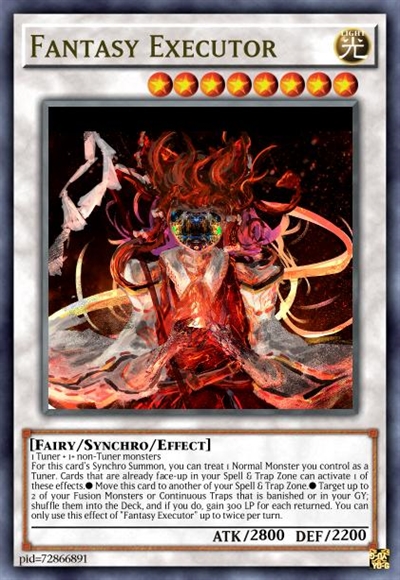 FANTASY EXECUTOR
LIGHT
光
[FAIRY/SYNCHRO/EFFECT]
1 Tuner + 1+ non-Tuner monsters
For this card's Synchro Summon, you can treat 1 Normal Monster you control as a
Tuner. Cards that are already face-up in your Spell & Trap Zone can activate 1 of
these effects.● Move this card to another of your Spell & Trap Zone.● Target up to
2 of your Fusion Monsters or Continuous Traps that is banished or in your GY;
shuffle them into the Deck, and if you do, gain 300 LP for each returned. You can
only use this effect of "Fantasy Executor" up to twice per turn.
ATK/2800 DEF/2200
pid=72866891